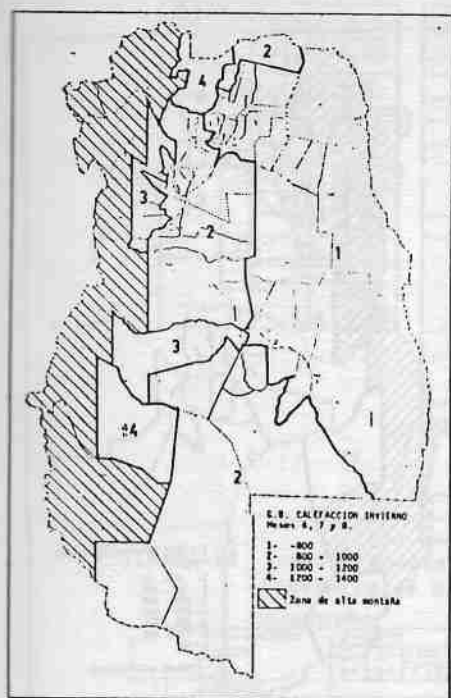 2
4
3
2
1
3
4
1
2
G.D. CALEFACCION INVIERNO
Meses 6, 7 y 8.
1- -800
2- 800 - 1000
3- 1000 - 1200
4- 1200 - 1400
Zona de alta montaña